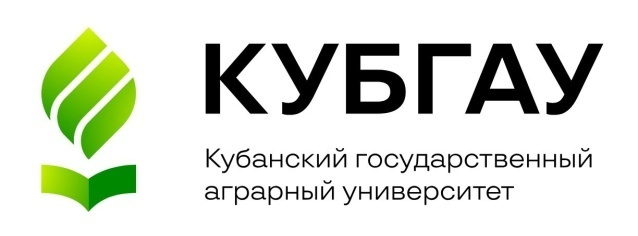 КУБГАУ
Кубанский государственный
аграрный университет